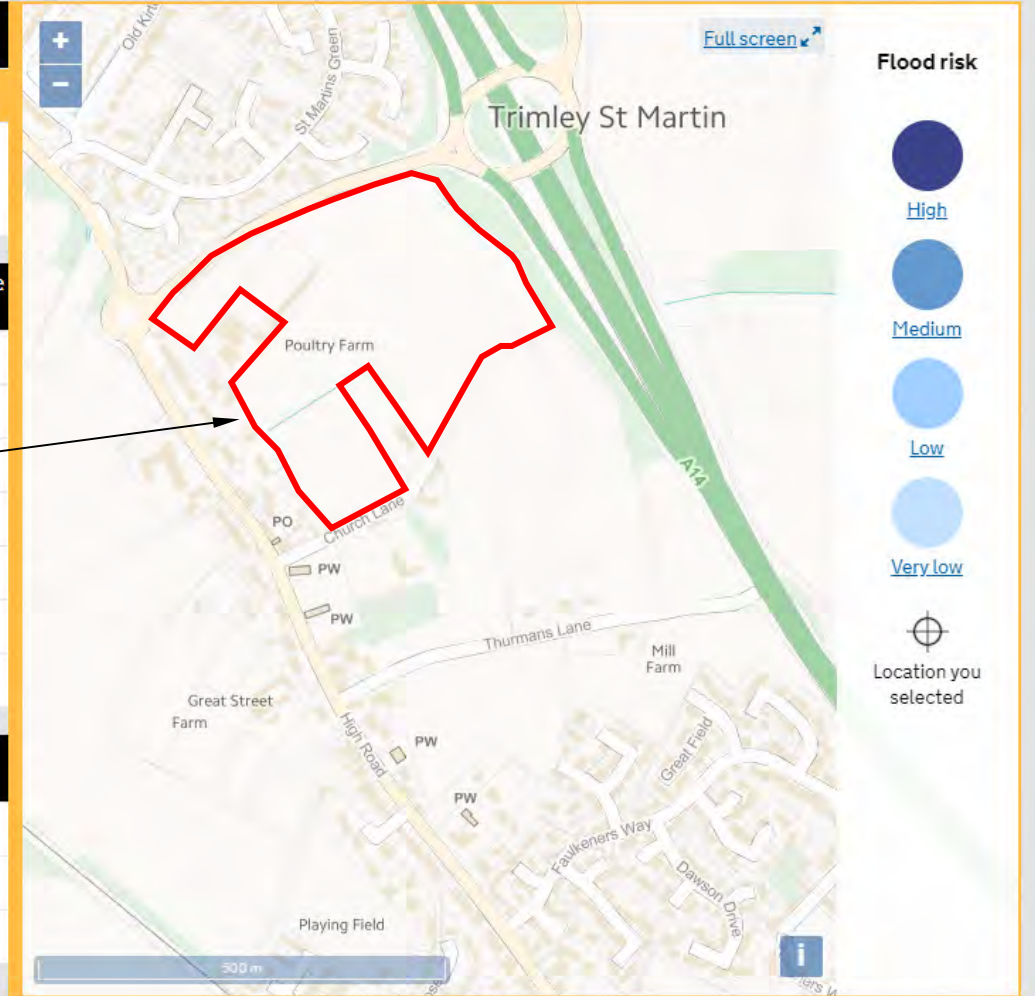 +
−
Old Kirt
St Martins Green
Full screen
Trimley St Martin
Poultry Farm
A14
PO
Church Lane
PW
PW
Thurmans Lane
Mill
Farm
Great Street
Farm
High Road
PW
PW
Great Field
Faulkeners Way
Dawson Drive
Playing Field
500 m
i
Flood risk
High
Medium
Low
Very low
Location you
selected
e